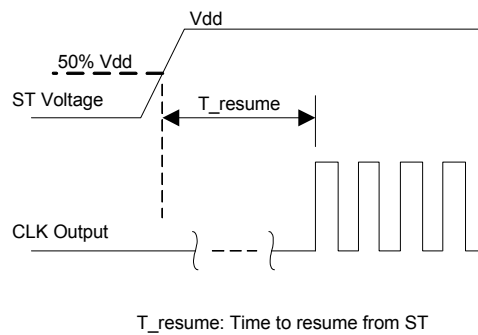 Vdd
50% Vdd
ST Voltage
T_resume
CLK Output
T_resume: Time to resume from ST